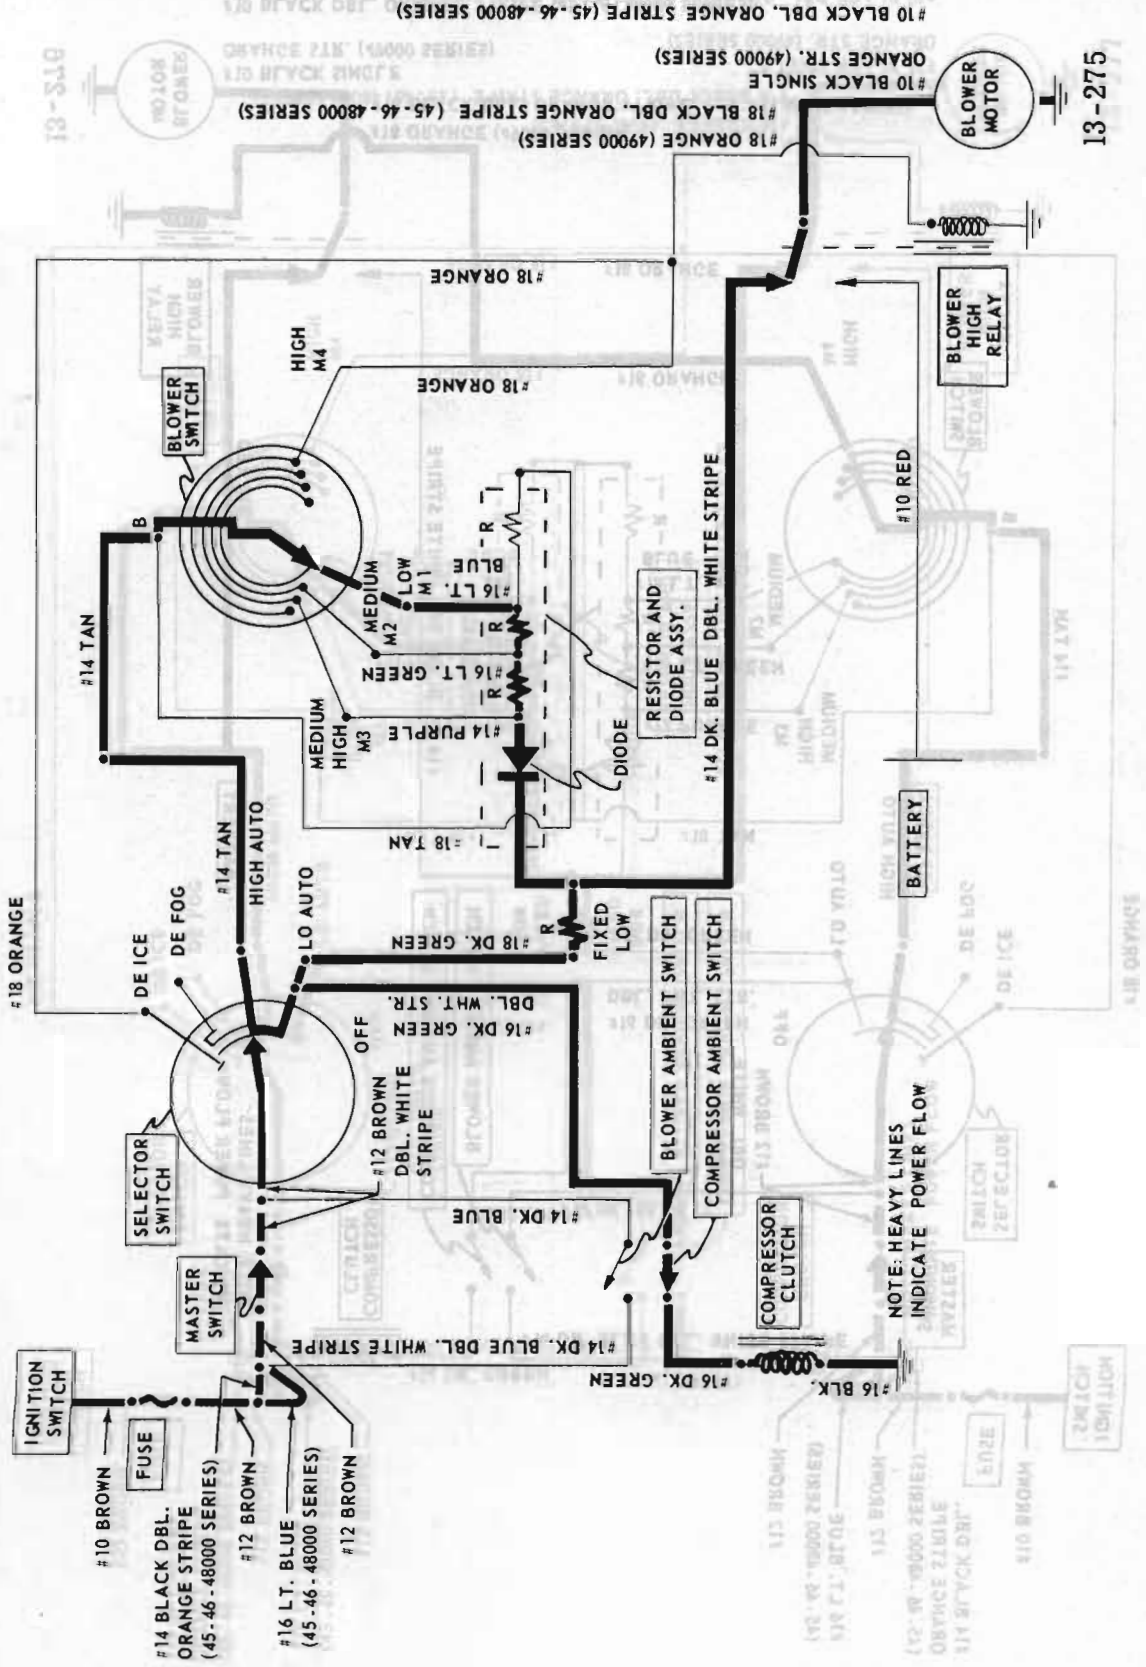 IGNITION
SWITCH
#10 BROWN
FUSE
#14 BLACK DBL.
ORANGE STRIPE
(45-46-48000 SERIES)
#12 BROWN
#16 LT. BLUE
(45-46-48000 SERIES)
#12 BROWN
MASTER
SWITCH
#14 DK. BLUE DBL. WHITE STRIPE
SELECTOR
SWITCH
#12 BROWN
DBL. WHITE
STRIPE
#14 DK. BLUE
OFF
#18 ORANGE
DE ICE
DE FOG
LO AUTO
HIGH AUTO
#14 TAN
#14 TAN
#16 DK. GREEN
DBL. WHT. STR.
#18 DK. GREEN
R
FIXED
LOW
BLOWER AMBIENT SWITCH
COMPRESSOR AMBIENT SWITCH
COMPRESSOR
CLUTCH
#16 DK. GREEN
#16 BLK.
NOTE: HEAVY LINES
INDICATE POWER FLOW
BATTERY
#10 RED
B
BLOWER
SWITCH
HIGH
M4
MEDIUM
HIGH
M3
MEDIUM
M2
LOW
M1
#18 TAN
#14 PURPLE
#16 LT. GREEN
#16 LT.
BLUE
R
R
R
DIODE
RESISTOR AND
DIODE ASSY.
#14 DK. BLUE DBL. WHITE STRIPE
#18 ORANGE
#18 ORANGE
BLOWER
HIGH
RELAY
#18 ORANGE (49000 SERIES)
#18 BLACK DBL. ORANGE STRIPE (45-46-48000 SERIES)
#10 BLACK SINGLE
ORANGE STR. (49000 SERIES)
#10 BLACK DBL. ORANGE STRIPE (45-46-48000 SERIES)
BLOWER
MOTOR
13-275